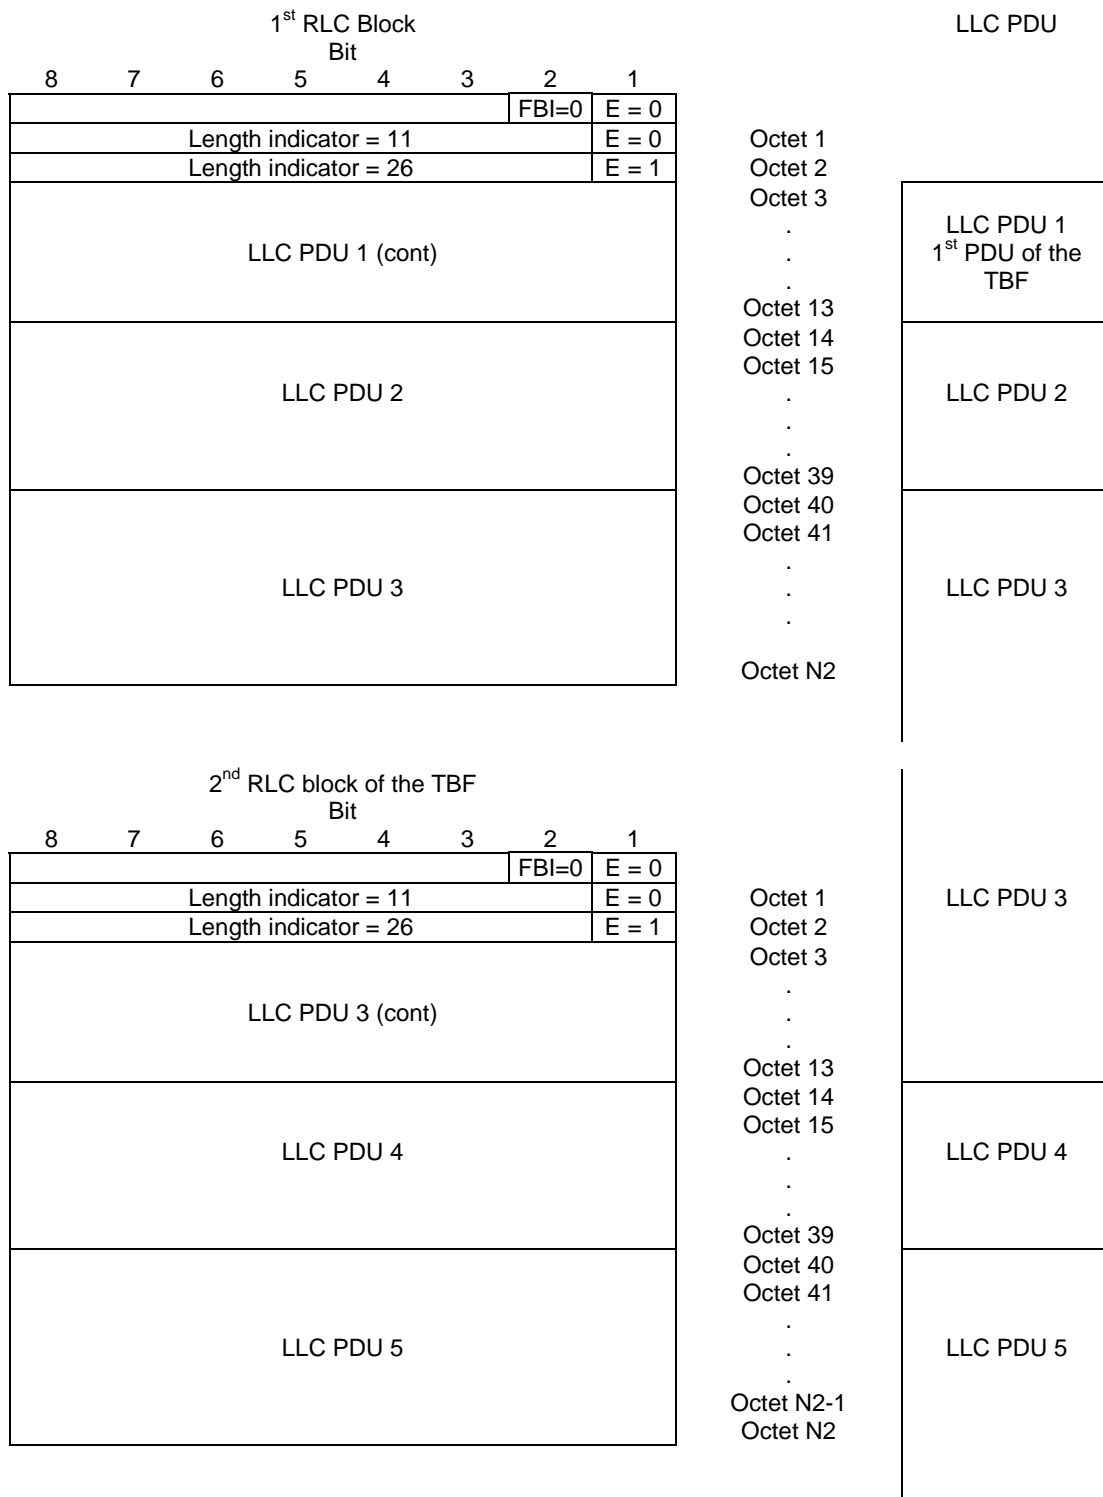 1st RLC Block LLC PDU
Bit
8 7 6 5 4 3 2 1
FBI=0 E = 0
Length indicator = 11 E = 0 Octet 1
Length indicator = 26 E = 1 Octet 2
Octet 3
. LLC PDU 1
LLC PDU 1 (cont) . 1st PDU of the
. TBF
Octet 13
Octet 14
Octet 15
LLC PDU 2 . LLC PDU 2
.
.
Octet 39
Octet 40
Octet 41
.
LLC PDU 3 . LLC PDU 3
.
Octet N2
2nd RLC block of the TBF
Bit
8 7 6 5 4 3 2 1
FBI=0 E = 0
Length indicator = 11 E = 0 Octet 1 LLC PDU 3
Length indicator = 26 E = 1 Octet 2
Octet 3
.
LLC PDU 3 (cont) .
.
Octet 13
Octet 14
Octet 15
LLC PDU 4 . LLC PDU 4
.
.
Octet 39
Octet 40
Octet 41
.
LLC PDU 5 . LLC PDU 5
.
Octet N2-1
Octet N2